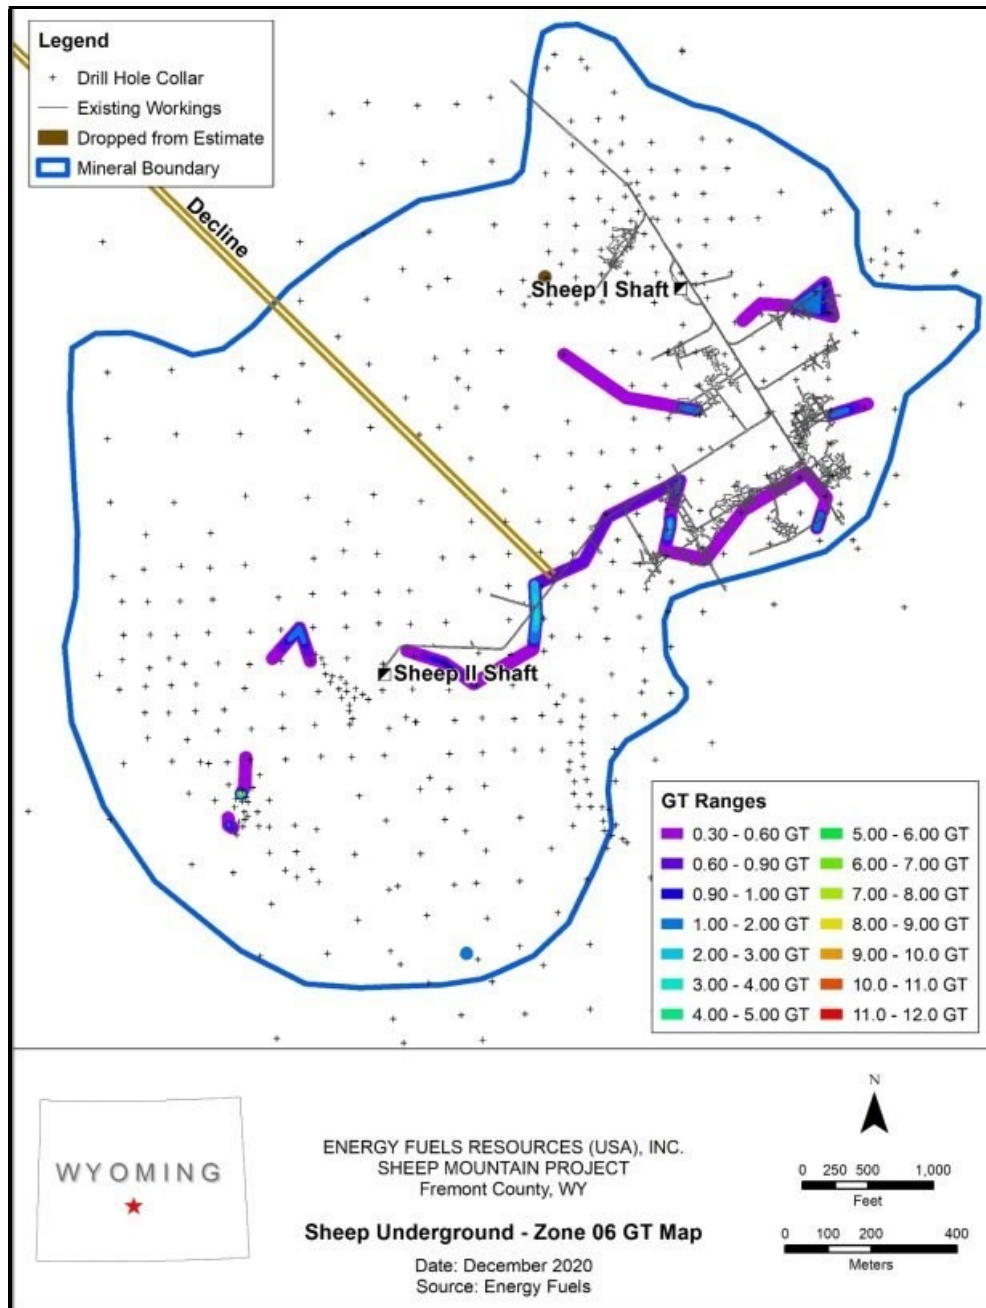 Legend
Drill Hole Collar
Existing Workings
Dropped from Estimate
Mineral Boundary
Decline
Sheep I Shaft
Sheep II Shaft
GT Ranges
0.30 - 0.60 GT
0.60 - 0.90 GT
0.90 - 1.00 GT
1.00 - 2.00 GT
2.00 - 3.00 GT
3.00 - 4.00 GT
4.00 - 5.00 GT
5.00 - 6.00 GT
6.00 - 7.00 GT
7.00 - 8.00 GT
8.00 - 9.00 GT
9.00 - 10.0 GT
10.0 - 11.0 GT
11.0 - 12.0 GT
WYOMING
ENERGY FUELS RESOURCES (USA), INC.
SHEEP MOUNTAIN PROJECT
Fremont County, WY
Sheep Underground - Zone 06 GT Map
Date: December 2020
Source: Energy Fuels
N
0 250 500 1,000
Feet
0 100 200 400
Meters